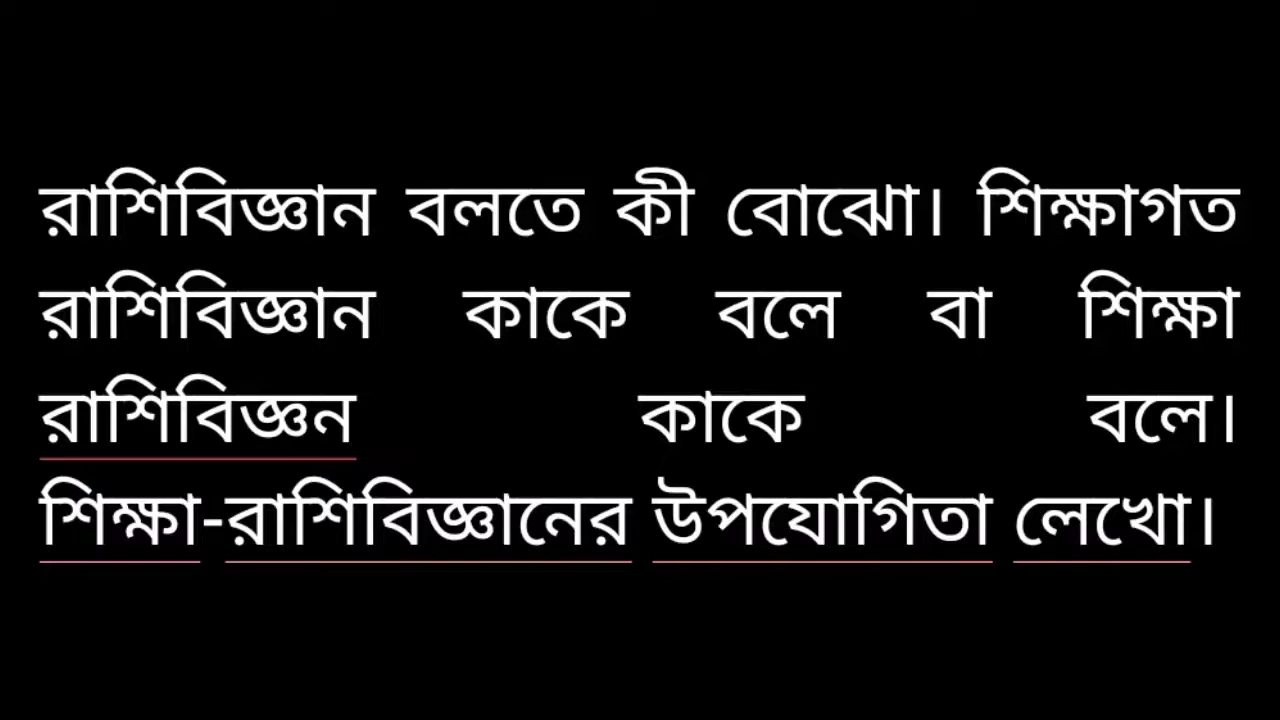 রাশিবিজ্ঞান বলতে কী বোঝো। শিক্ষাগত
রাশিবিজ্ঞান কাকে বলে বা শিক্ষা
রাশিবিজ্ঞন কাকে বলে।
শিক্ষা-রাশিবিজ্ঞানের উপযোগিতা লেখো।